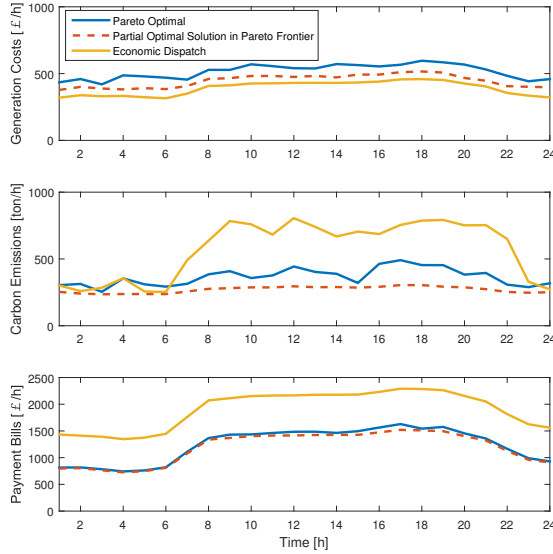 Generation Costs [£/h]
1000
500
0
Pareto Optimal
Partial Optimal Solution in Pareto Frontier
Economic Dispatch
2 4 6 8 10 12 14 16 18 20 22 24
Carbon Emissions [ton/h]
1000
500
0
2 4 6 8 10 12 14 16 18 20 22 24
Payment Bills [£/h]
2500
2000
1500
1000
500
0
2 4 6 8 10 12 14 16 18 20 22 24
Time [h]